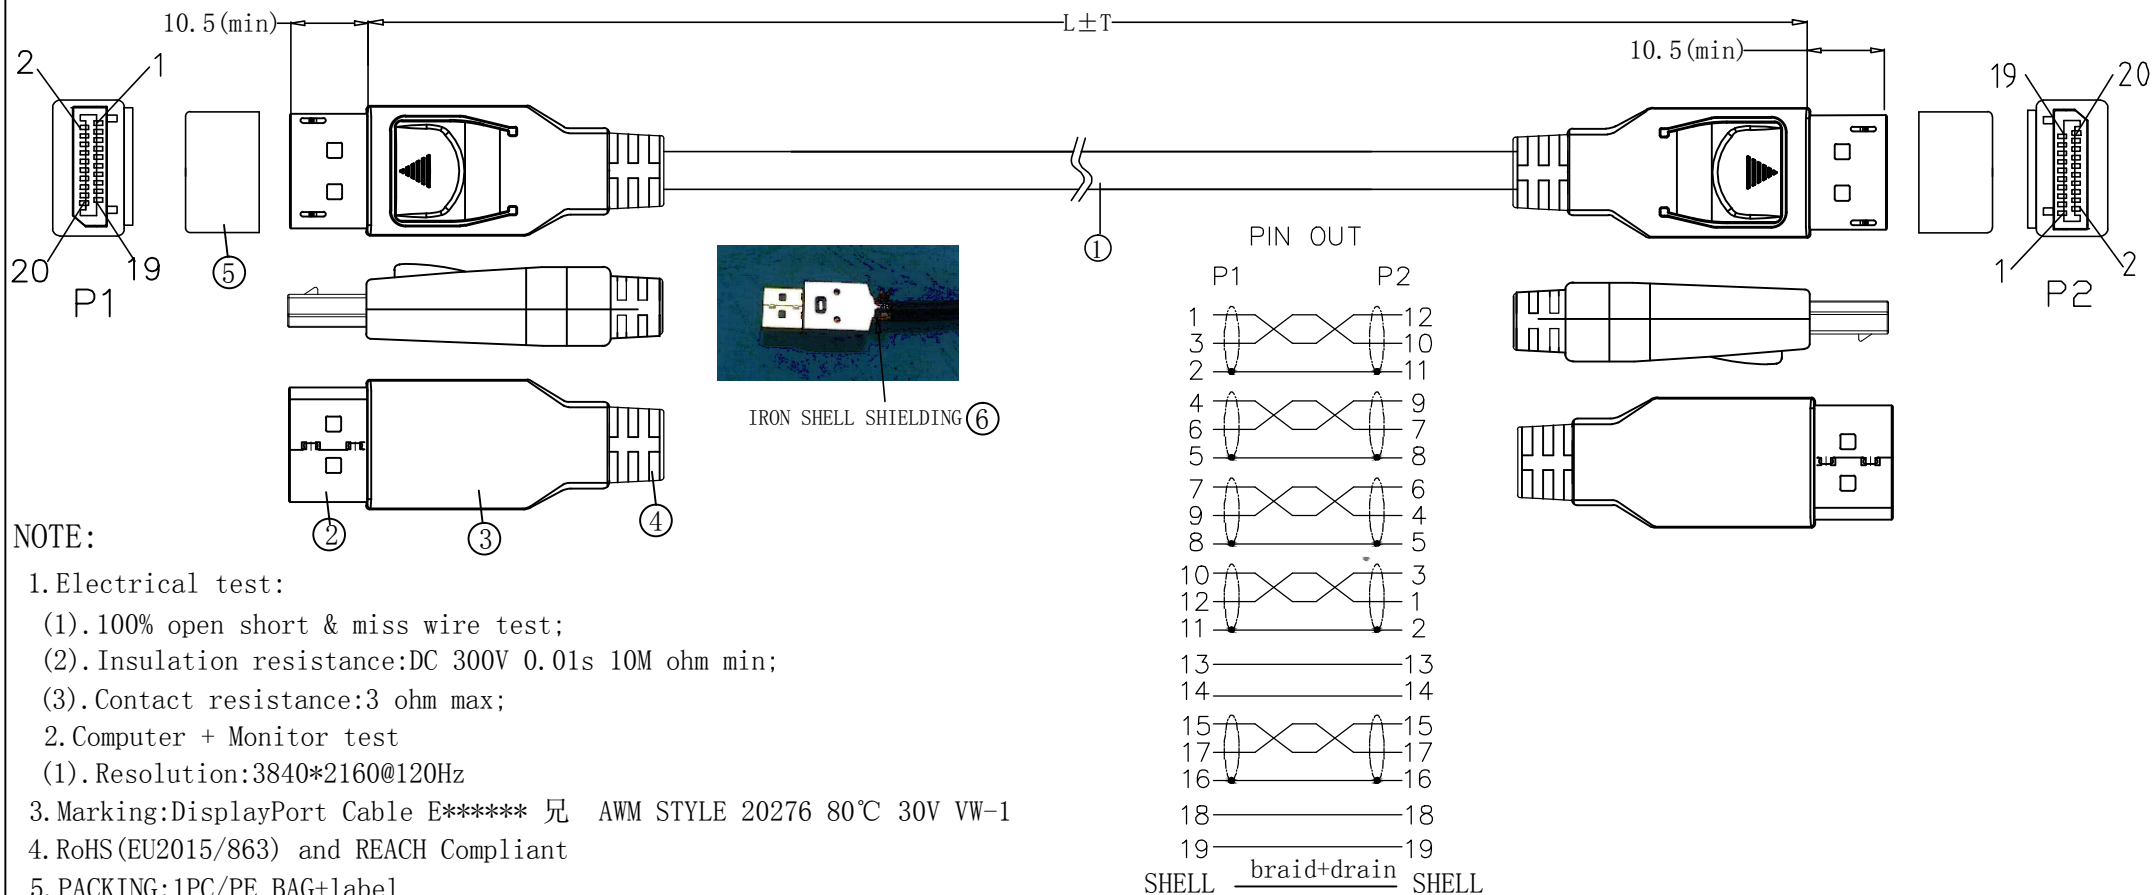 10.5(min)
L±T
10.5(min)
2
1
20
19
P1
5
19
20
1
2
P2
1
IRON SHELL SHIELDING 6
2
3
4
PIN OUT
P1 P2
1 12
3 10
2 11
4 9
6 7
5 8
7 6
9 4
8 5
10 3
12 1
11 2
13 13
14 14
15 15
17 17
16 16
18 18
19 19
SHELL braid+drain SHELL
NOTE:
1.Electrical test:
(1).100% open short & miss wire test;
(2).Insulation resistance:DC 300V 0.01s 10M ohm min;
(3).Contact resistance:3 ohm max;
2.Computer + Monitor test
(1).Resolution:3840*2160@120Hz
3.Marking:DisplayPort Cable E****** 兄 AWM STYLE 20276 80℃ 30V VW-1
4.RoHS(EU2015/863) and REACH Compliant
5.PACKING:1PC/PE BAG+label